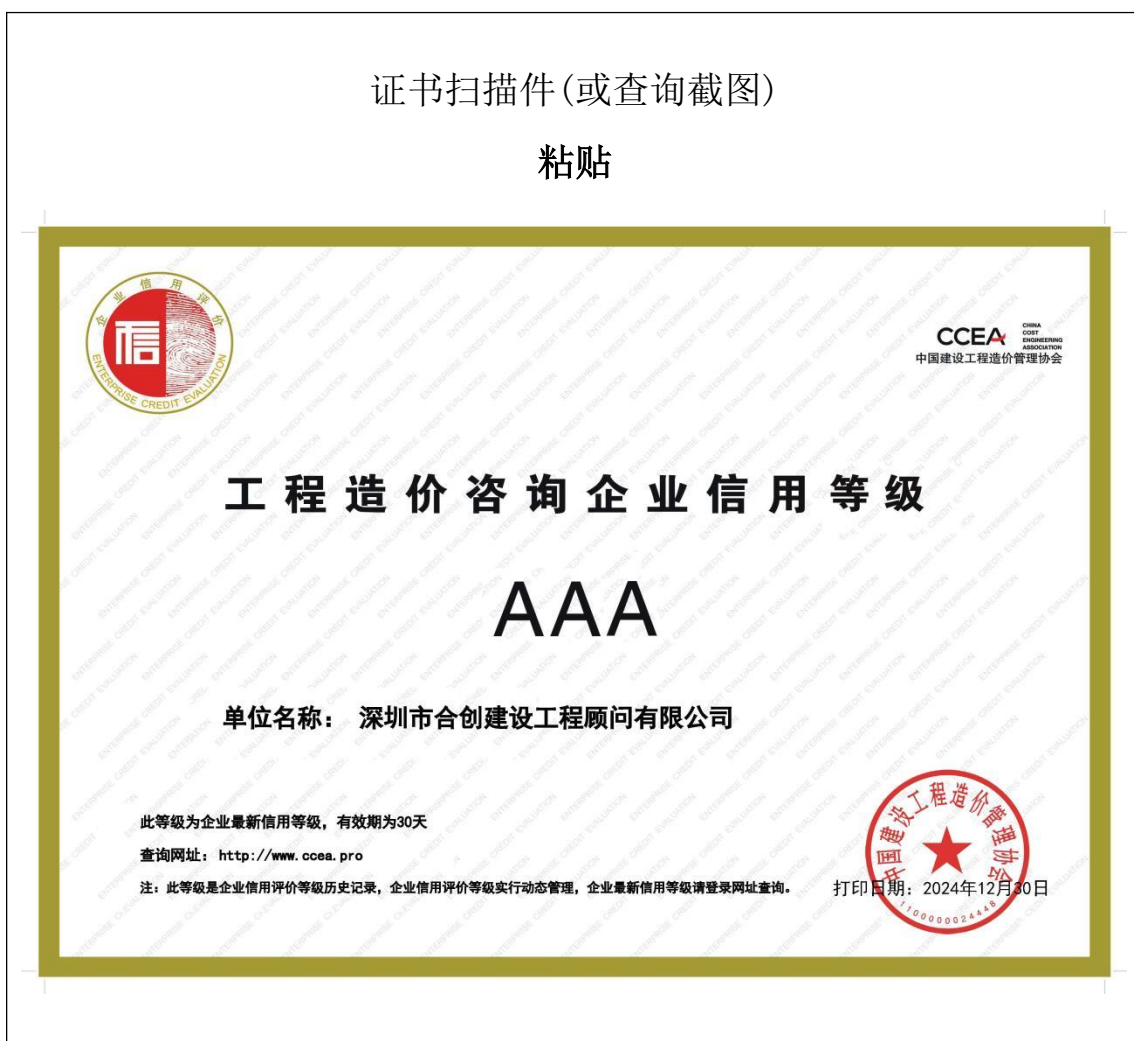 证书扫描件(或查询截图)
粘贴
企业信用评价
ENTERPRISE CREDIT EVALUATION
信
CCEA
CHINA
COST
ENGINEERING
ASSOCIATION
中国建设工程造价管理协会
工程造价咨询企业信用等级
AAA
单位名称： 深圳市合创建设工程顾问有限公司
此等级为企业最新信用等级，有效期为30天
查询网址：http://www.ccea.pro
注：此等级是企业信用评价等级历史记录，企业信用评价等级实行动态管理，企业最新信用等级请登录网址查询。
打印日期：2024年12月30日
中国建设工程造价管理协会
1100000024448